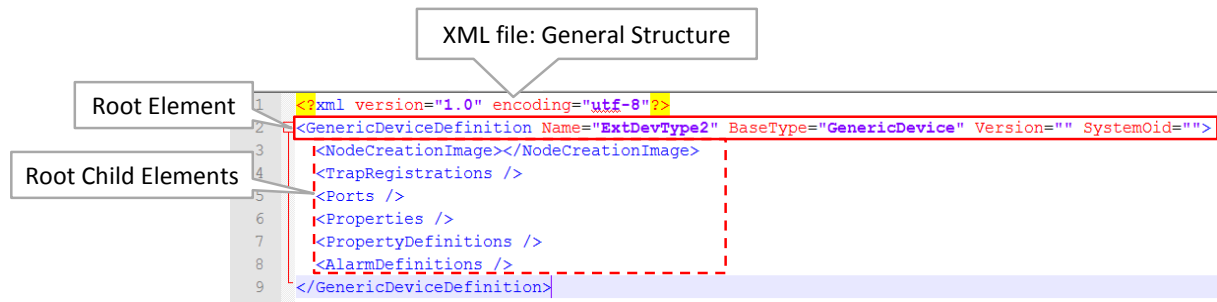 XML file: General Structure
Root Element
1 <?xml version="1.0" encoding="utf-8"?>
2 <GenericDeviceDefinition Name="ExtDevType2" BaseType="GenericDevice" Version="" SystemOid="">
3 <NodeCreationImage></NodeCreationImage>
Root Child Elements
4 <TrapRegistrations />
5 <Ports />
6 <Properties />
7 <PropertyDefinitions />
8 <AlarmDefinitions />
9 </GenericDeviceDefinition>